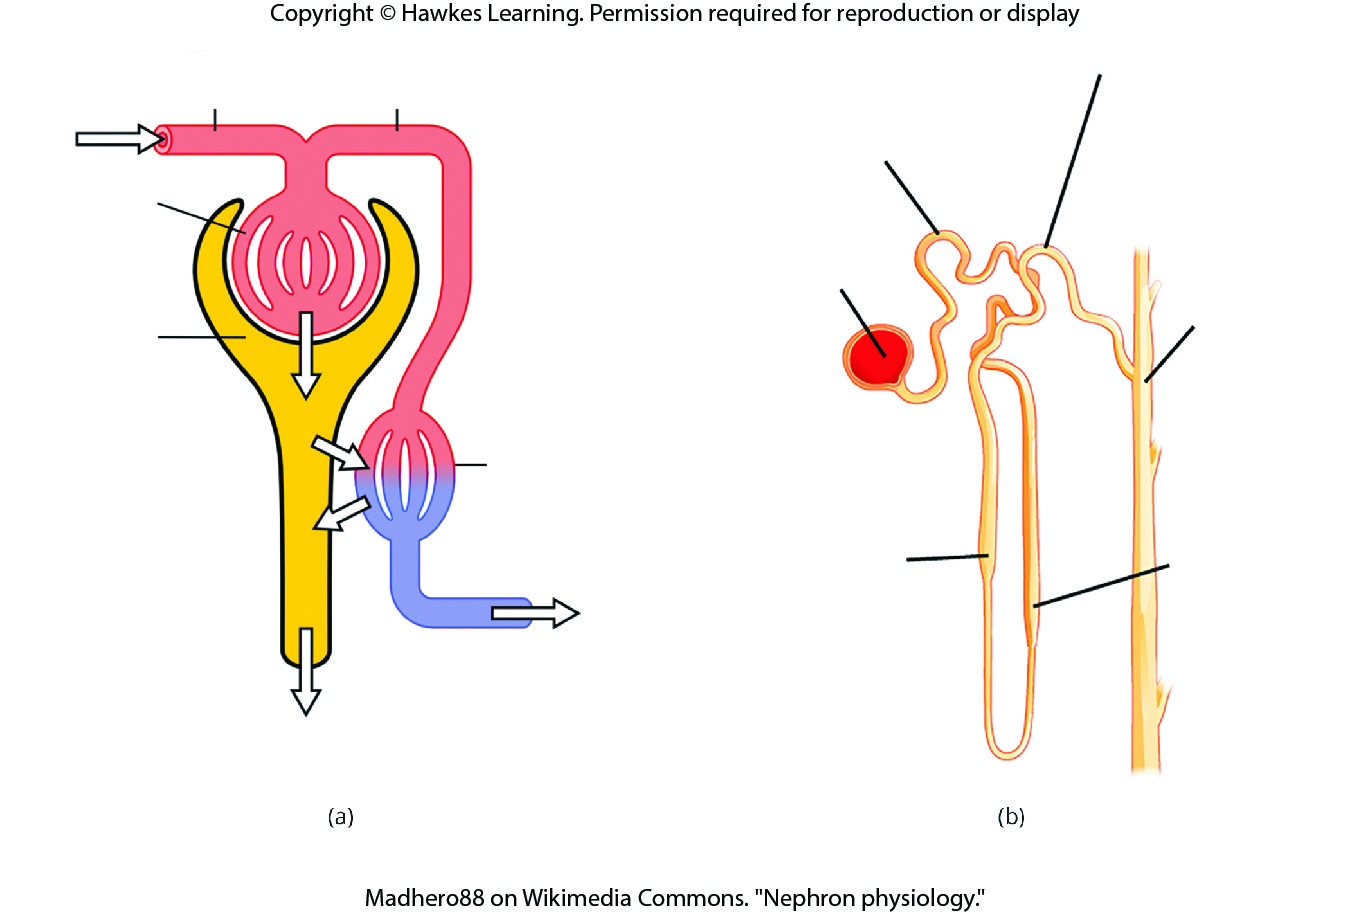 Copyright © Hawkes Learning. Permission required for reproduction or display
(a)
(b)
Madhero88 on Wikimedia Commons. "Nephron physiology."